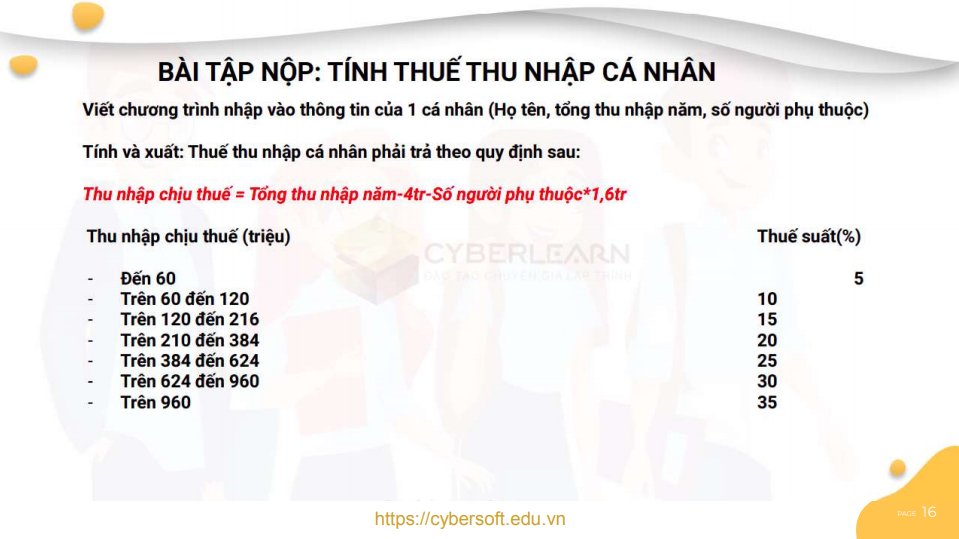 BÀI TẬP NỘP: TÍNH THUẾ THU NHẬP CÁ NHÂN
Viết chương trình nhập vào thông tin của 1 cá nhân (Họ tên, tổng thu nhập năm, số người phụ thuộc)
Tính và xuất: Thuế thu nhập cá nhân phải trả theo quy định sau:
Thu nhập chịu thuế = Tổng thu nhập năm-4tr-Số người phụ thuộc*1,6tr
Thu nhập chịu thuế (triệu) Thuế suất(%)
CYBERLEARN
ĐÀO TẠO CHUYÊN GIA LẬP TRÌNH
- Đến 60 5
- Trên 60 đến 120 10
- Trên 120 đến 216 15
- Trên 210 đến 384 20
- Trên 384 đến 624 25
- Trên 624 đến 960 30
- Trên 960 35
https://cybersoft.edu.vn
PAGE 16